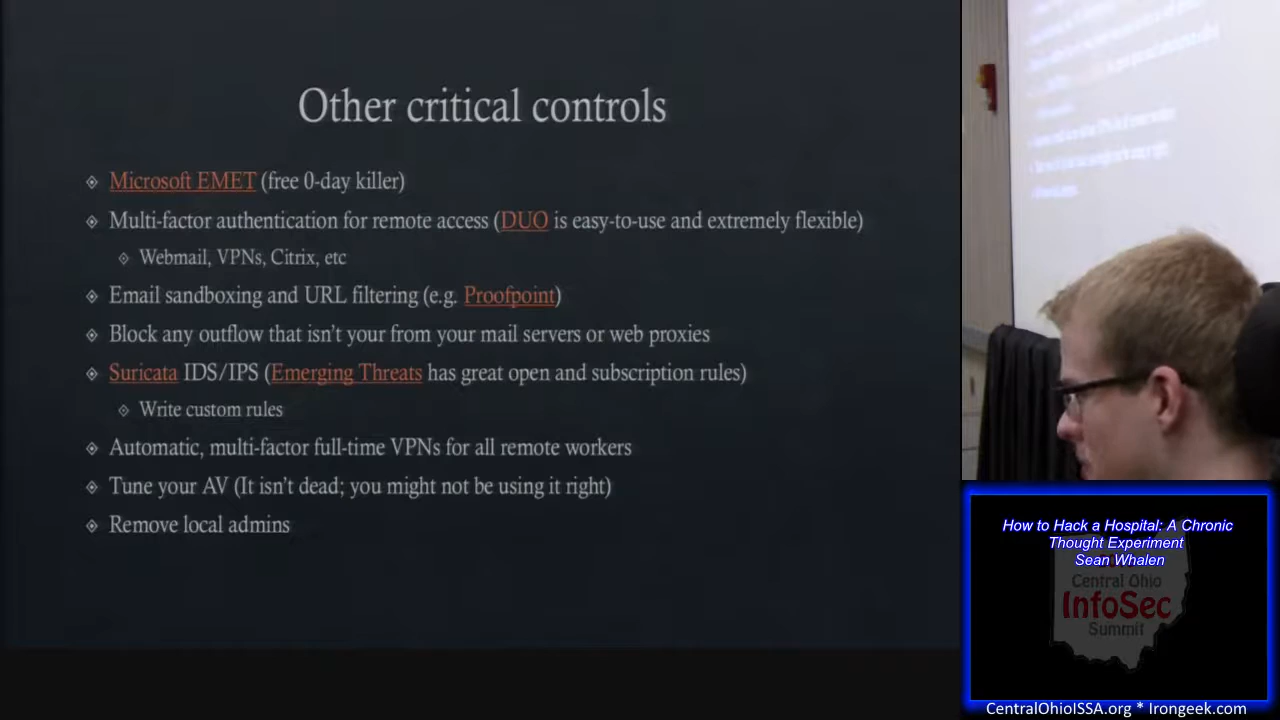 Other critical controls
Microsoft EMET (free 0-day killer)
Multi-factor authentication for remote access (DUO is easy-to-use and extremely flexible)
Webmail, VPNs, Citrix, etc
Email sandboxing and URL filtering (e.g. Proofpoint)
Block any outflow that isn't your from your mail servers or web proxies
Suricata IDS/IPS (Emerging Threats has great open and subscription rules)
Write custom rules
Automatic, multi-factor full-time VPNs for all remote workers
Tune your AV (It isn't dead; you might not be using it right)
Remove local admins
How to Hack a Hospital: A Chronic
Thought Experiment
Sean Whalen
Central Ohio
InfoSec
Summit
CentralOhioISSA.org * Irongeek.com